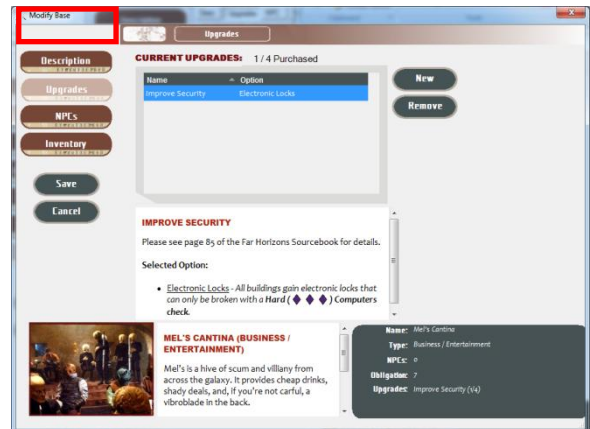 Modify Base
Upgrades
Description
Upgrades
NPCs
Inventory
Save
Cancel
CURRENT UPGRADES: 1 / 4 Purchased
Name Option
Improve Security Electronic Locks
New
Remove
IMPROVE SECURITY
Please see page 85 of the Far Horizons Sourcebook for details.
Selected Option:
• Electronic Locks - All buildings gain electronic locks that
can only be broken with a Hard (♦ ♦ ♦) Computers
check.
MEL'S CANTINA (BUSINESS /
ENTERTAINMENT)
Mel's is a hive of scum and villiany from
across the galaxy. It provides cheap drinks,
shady deals, and, if you're not carful, a
vibroblade in the back.
Name: Mel's Cantina
Type: Business / Entertainment
NPCs: 0
Obligation: 7
Upgrades: Improve Security (1/4)